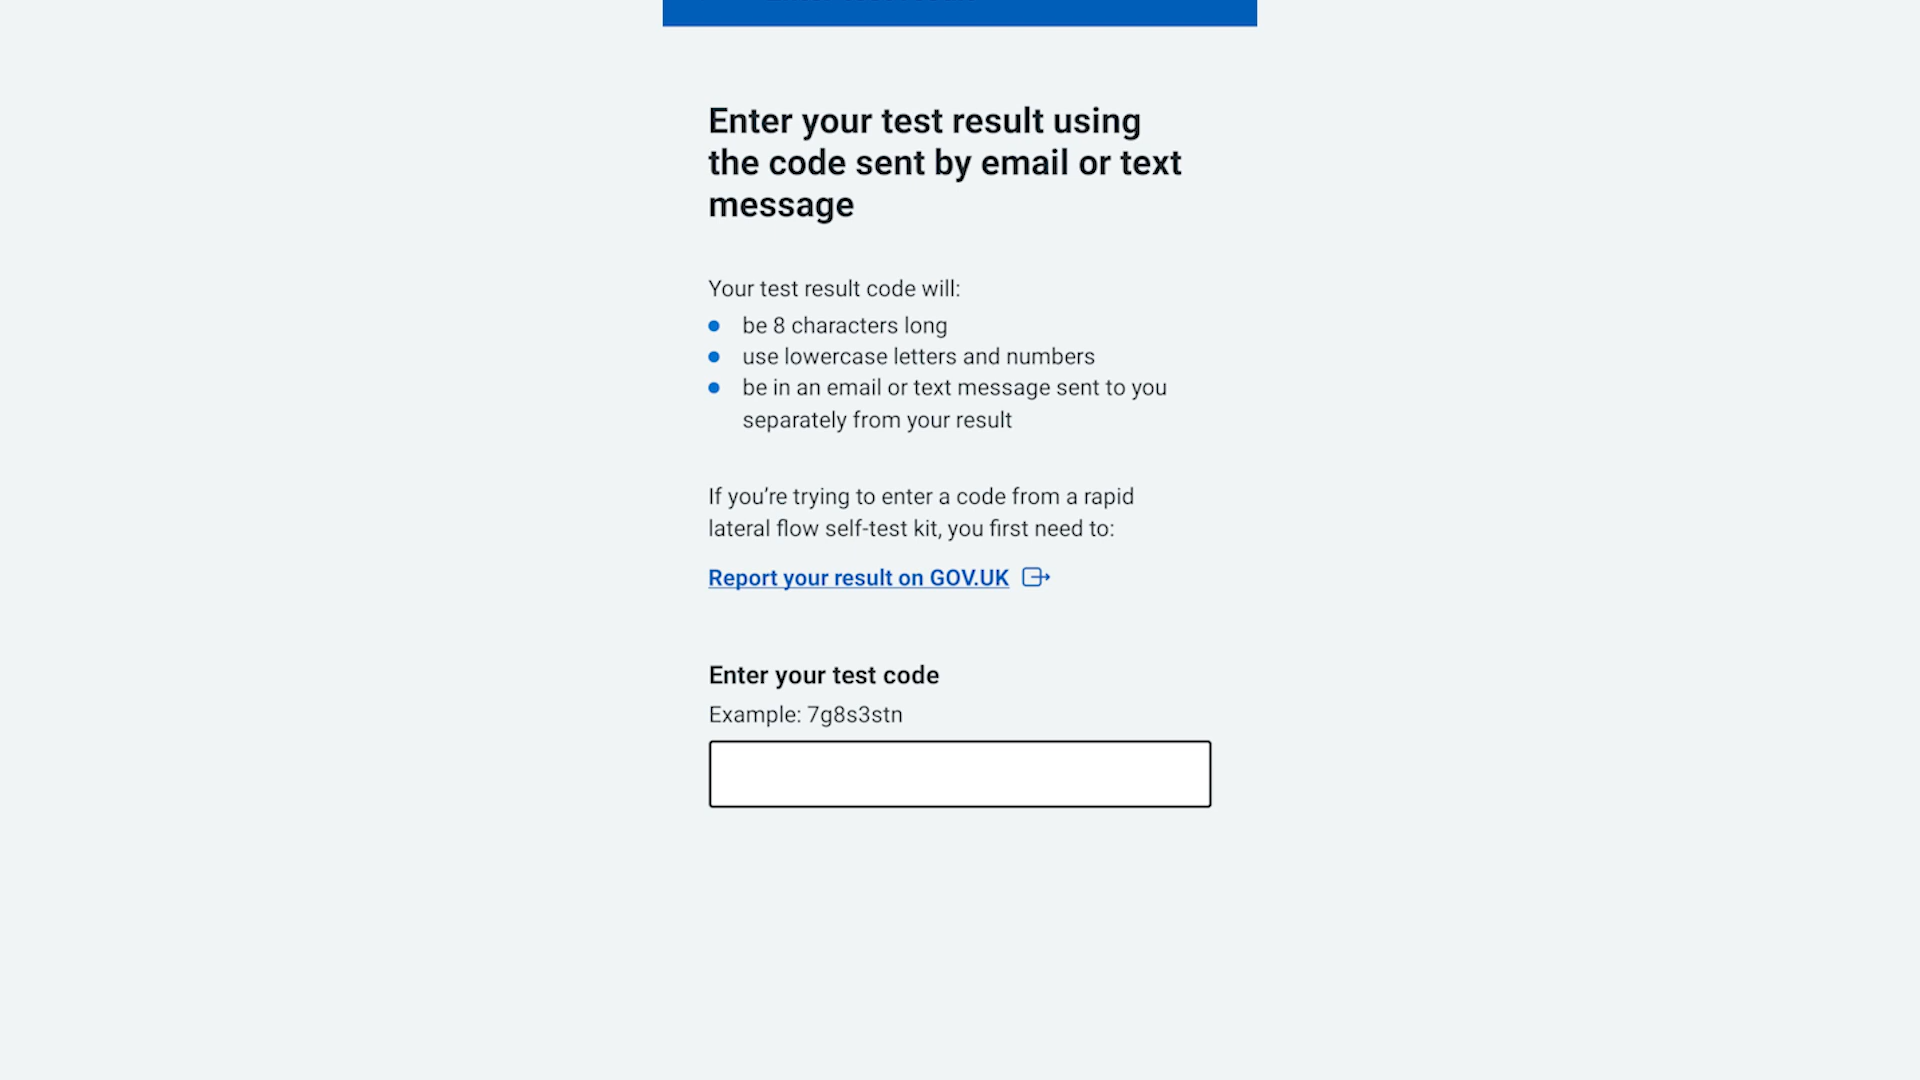 Enter your test result using
the code sent by email or text
message
Your test result code will:
be 8 characters long
use lowercase letters and numbers
be in an email or text message sent to you
separately from your result
If you’re trying to enter a code from a rapid
lateral flow self-test kit, you first need to:
Report your result on GOV.UK
Enter your test code
Example: 7g8s3stn